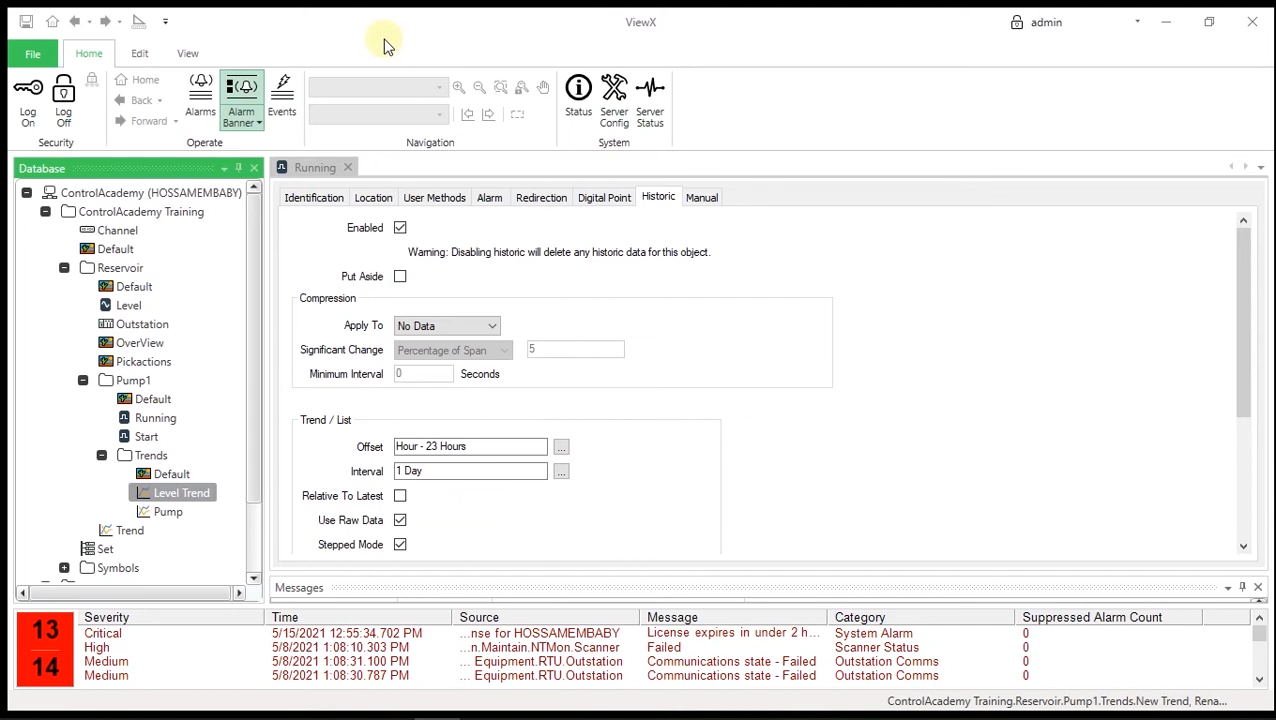 ViewX
admin
File
Home
Edit
View
Log On
Log Off
Home
Back
Forward
Alarms
Alarm Banner
Events
Status
Server Config
Server Status
Security
Operate
Navigation
System
Database
ControlAcademy (HOSSAMEMBABY)
ControlAcademy Training
Channel
Default
Reservoir
Default
Level
Outstation
OverView
Pickactions
Pump1
Default
Running
Start
Trends
Default
Level Trend
Pump
Trend
Set
Symbols
Running
Identification
Location
User Methods
Alarm
Redirection
Digital Point
Historic
Manual
Enabled
Warning: Disabling historic will delete any historic data for this object.
Put Aside
Compression
Apply To No Data
Significant Change Percentage of Span 5
Minimum Interval 0 Seconds
Trend / List
Offset Hour - 23 Hours ...
Interval 1 Day ...
Relative To Latest
Use Raw Data
Stepped Mode
Messages
13
14
Severity Time Source Message Category Suppressed Alarm Count
Critical 5/15/2021 12:55:34.702 PM ...nse for HOSSAMEMBABY License expires in under 2 h... System Alarm 0
High 5/8/2021 1:08:10.303 PM ...n.Maintain.NTMon.Scanner Failed Scanner Status 0
Medium 5/8/2021 1:08:31.100 PM ... Equipment.RTU.Outstation Communications state - Failed Outstation Comms 0
Medium 5/8/2021 1:08:30.787 PM ... Equipment.RTU.Outstation Communications state - Failed Outstation Comms 0
ControlAcademy Training.Reservoir.Pump1.Trends.New Trend, Rena...